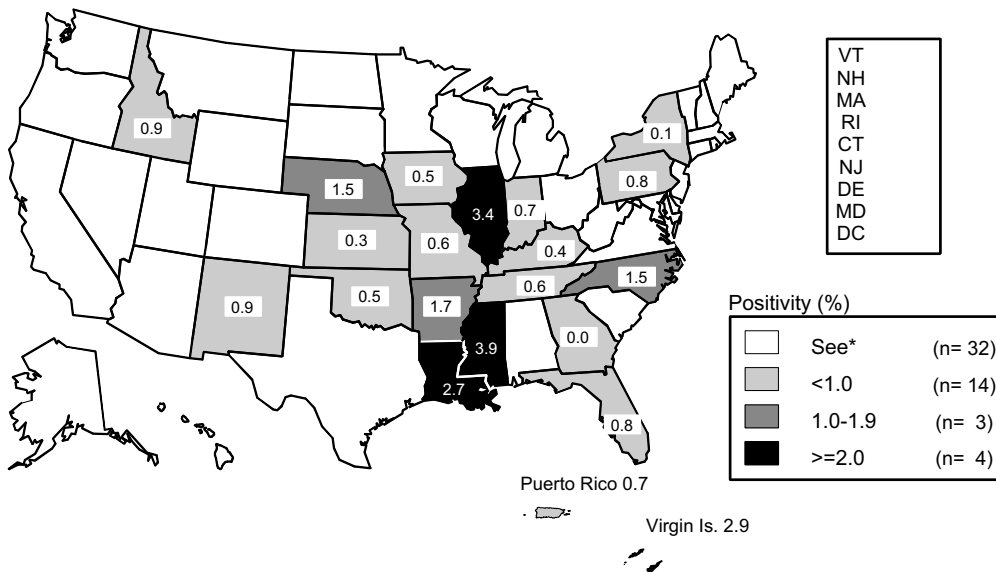 VT
NH
MA
RI
CT
NJ
DE
MD
DC
0.1
0.9
0.8
0.5
1.5
0.7
3.4
0.3
0.6
0.4
0.6
1.5
0.5
0.9
1.7
0.0
3.9
2.7
0.8
Positivity (%)
See* (n= 32)
<1.0 (n= 14)
1.0-1.9 (n= 3)
>=2.0 (n= 4)
Puerto Rico 0.7
Virgin Is. 2.9